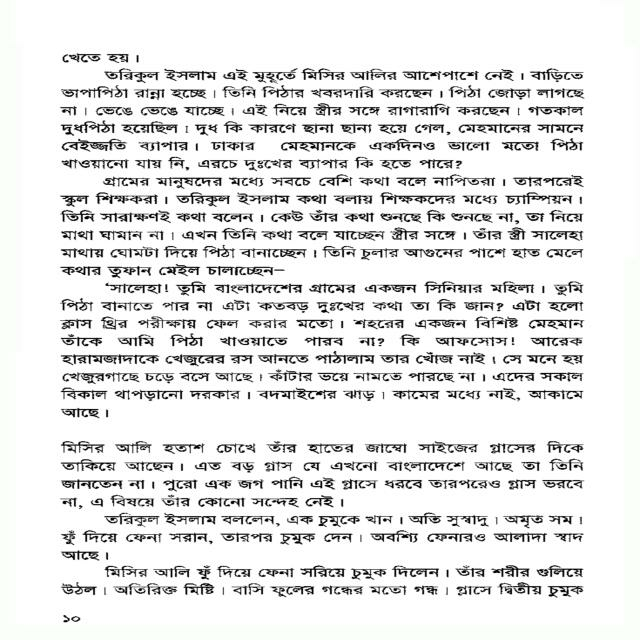 খেতে হয়।
তরিকুল ইসলাম এই মুহূর্তে মিসির আলির আশেপাশে নেই। বাড়িতে
ভাপাপিঠা রান্না হচ্ছে। তিনি পিঠার খবরদারি করছেন। পিঠা জোড়া লাগছে
না। ভেঙে ভেঙে যাচ্ছে। এই নিয়ে স্ত্রীর সঙ্গে রাগারাগি করছেন। গতকাল
দুধপিঠা হয়েছিল। দুধ কি কারণে ছানা ছানা হয়ে গেল, মেহমানের সামনে
বেইজ্জতি ব্যাপার। ঢাকার মেহমানকে একদিনও ভালো মতো পিঠা
খাওয়ানো যায় নি, এরচে দুঃখের ব্যাপার কি হতে পারে?
গ্রামের মানুষদের মধ্যে সবচে বেশি কথা বলে নাপিতরা। তারপরেই
স্কুল শিক্ষকরা। তরিকুল ইসলাম কথা বলায় শিক্ষকদের মধ্যে চ্যাম্পিয়ন।
তিনি সারাক্ষণই কথা বলেন। কেউ তাঁর কথা শুনছে কি শুনছে না, তা নিয়ে
মাথা ঘামান না। এখন তিনি কথা বলে যাচ্ছেন স্ত্রীর সঙ্গে। তাঁর স্ত্রী সালেহা
মাথায় ঘোমটা দিয়ে পিঠা বানাচ্ছেন। তিনি চুলার আগুনের পাশে হাত মেলে
কথার তুফান মেইল চালাচ্ছেন–
‘সালেহা! তুমি বাংলাদেশের গ্রামের একজন সিনিয়ার মহিলা। তুমি
পিঠা বানাতে পার না এটা কতবড় দুঃখের কথা তা কি জান? এটা হলো
ক্লাস থ্রির পরীক্ষায় ফেল করার মতো। শহরের একজন বিশিষ্ট মেহমান
তাঁকে আমি পিঠা খাওয়াতে পারব না? কি আফসোস! আরেক
হারামজাদাকে খেজুরের রস আনতে পাঠালাম তার খোঁজ নাই। সে মনে হয়
খেজুরগাছে চড়ে বসে আছে। কাঁটার ভয়ে নামতে পারছে না। এদের সকাল
বিকাল থাপড়ানো দরকার। বদমাইশের ঝাড়। কামের মধ্যে নাই, আকামে
আছে।
মিসির আলি হতাশ চোখে তাঁর হাতের জাম্বো সাইজের গ্লাসের দিকে
তাকিয়ে আছেন। এত বড় গ্লাস যে এখনো বাংলাদেশে আছে তা তিনি
জানতেন না। পুরো এক জগ পানি এই গ্লাসে ধরবে তারপরেও গ্লাস ভরবে
না, এ বিষয়ে তাঁর কোনো সন্দেহ নেই।
তরিকুল ইসলাম বললেন, এক চুমুকে খান। অতি সুস্বাদু। অমৃত সম।
ফুঁ দিয়ে ফেনা সরান, তারপর চুমুক দেন। অবশ্যি ফেনারও আলাদা স্বাদ
আছে।
মিসির আলি ফুঁ দিয়ে ফেনা সরিয়ে চুমুক দিলেন। তাঁর শরীর গুলিয়ে
উঠল। অতিরিক্ত মিষ্টি। বাসি ফুলের গন্ধের মতো গন্ধ। গ্লাসে দ্বিতীয় চুমুক
১০